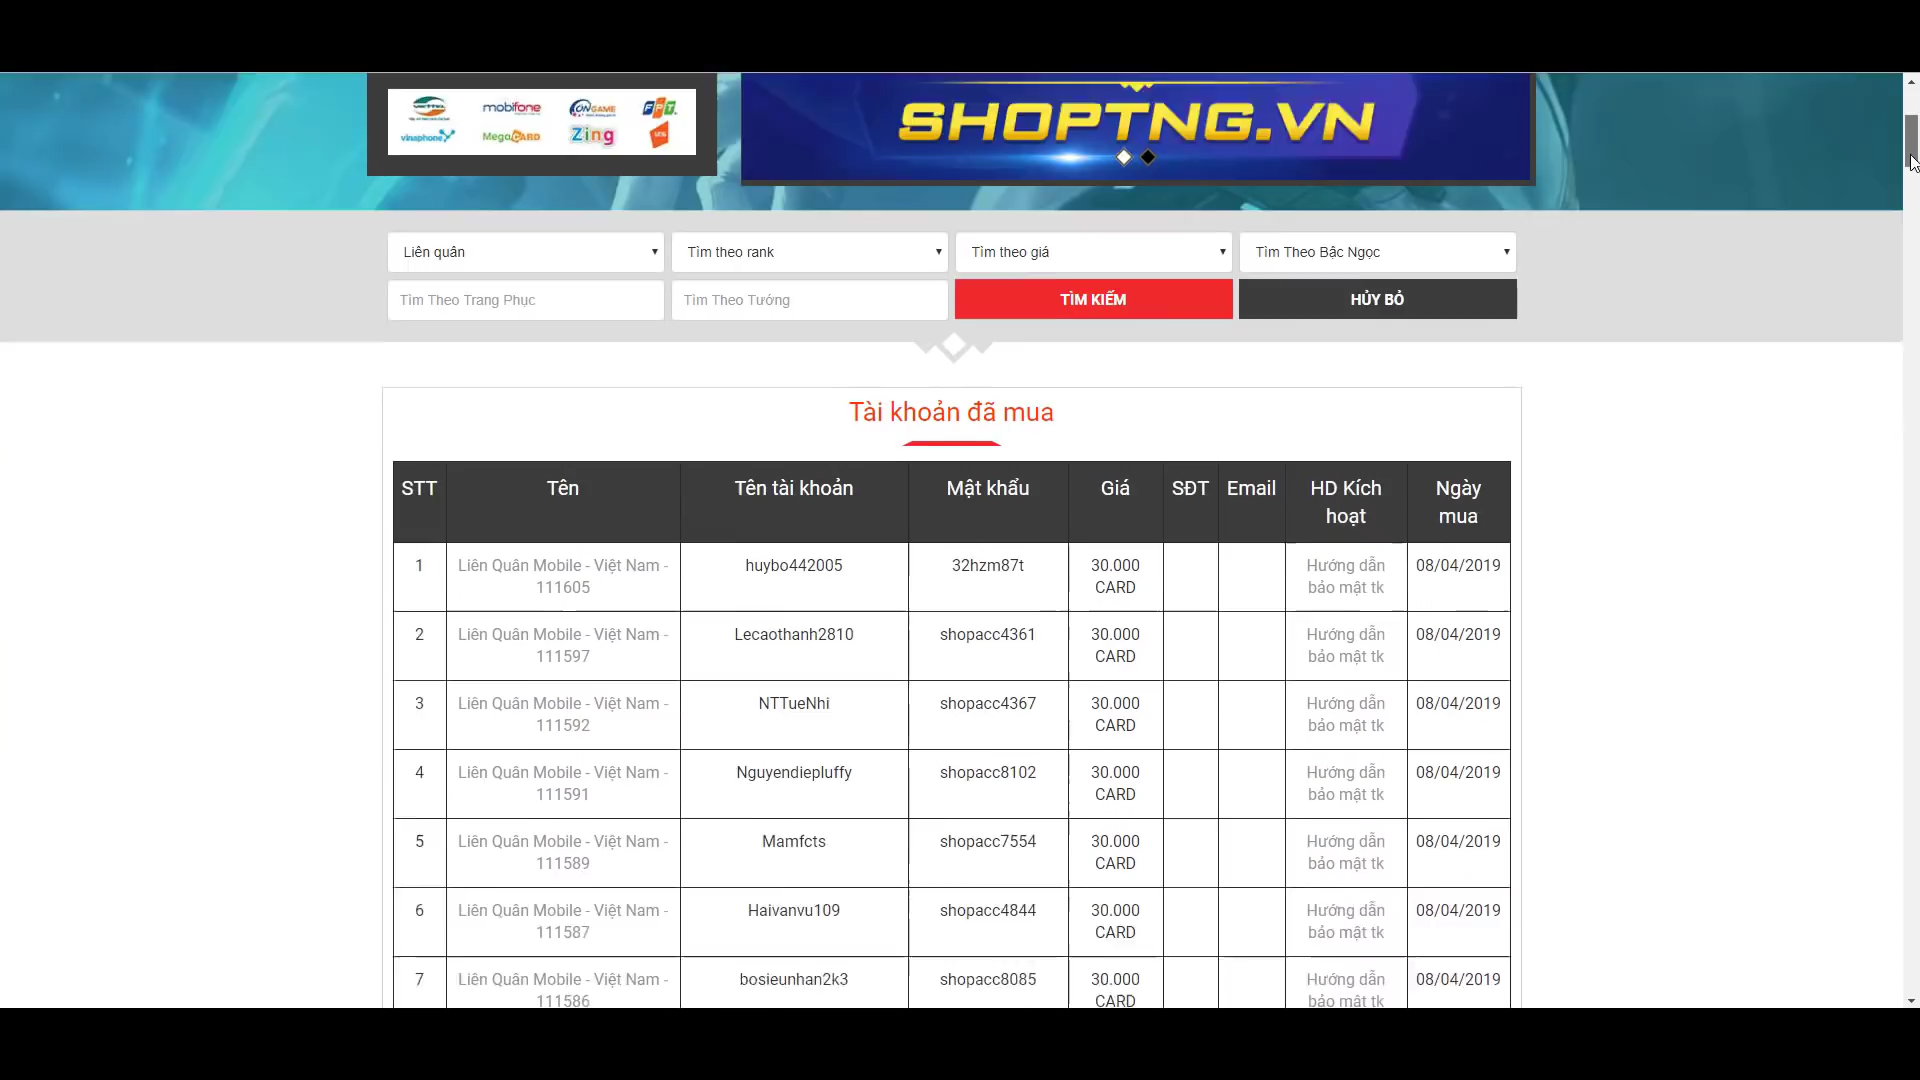 VIETTEL
mobifone
ONGAME
FPT
vinaphone
MegaCARD
Zing
SHOPTNG.VN
Liên quân
Tìm theo rank
Tìm theo giá
Tìm Theo Bậc Ngọc
Tìm Theo Trang Phục
Tìm Theo Tướng
TÌM KIẾM
HỦY BỎ
Tài khoản đã mua
STT Tên Tên tài khoản Mật khẩu Giá SĐT Email HD Kích hoạt Ngày mua
1 Liên Quân Mobile - Việt Nam - 111605 huybo442005 32hzm87t 30.000 CARD Hướng dẫn bảo mật tk 08/04/2019
2 Liên Quân Mobile - Việt Nam - 111597 Lecaothanh2810 shopacc4361 30.000 CARD Hướng dẫn bảo mật tk 08/04/2019
3 Liên Quân Mobile - Việt Nam - 111592 NTTueNhi shopacc4367 30.000 CARD Hướng dẫn bảo mật tk 08/04/2019
4 Liên Quân Mobile - Việt Nam - 111591 Nguyendiepluffy shopacc8102 30.000 CARD Hướng dẫn bảo mật tk 08/04/2019
5 Liên Quân Mobile - Việt Nam - 111589 Mamfcts shopacc7554 30.000 CARD Hướng dẫn bảo mật tk 08/04/2019
6 Liên Quân Mobile - Việt Nam - 111587 Haivanvu109 shopacc4844 30.000 CARD Hướng dẫn bảo mật tk 08/04/2019
7 Liên Quân Mobile - Việt Nam - 111586 bosieunhan2k3 shopacc8085 30.000 CARD Hướng dẫn bảo mật tk 08/04/2019